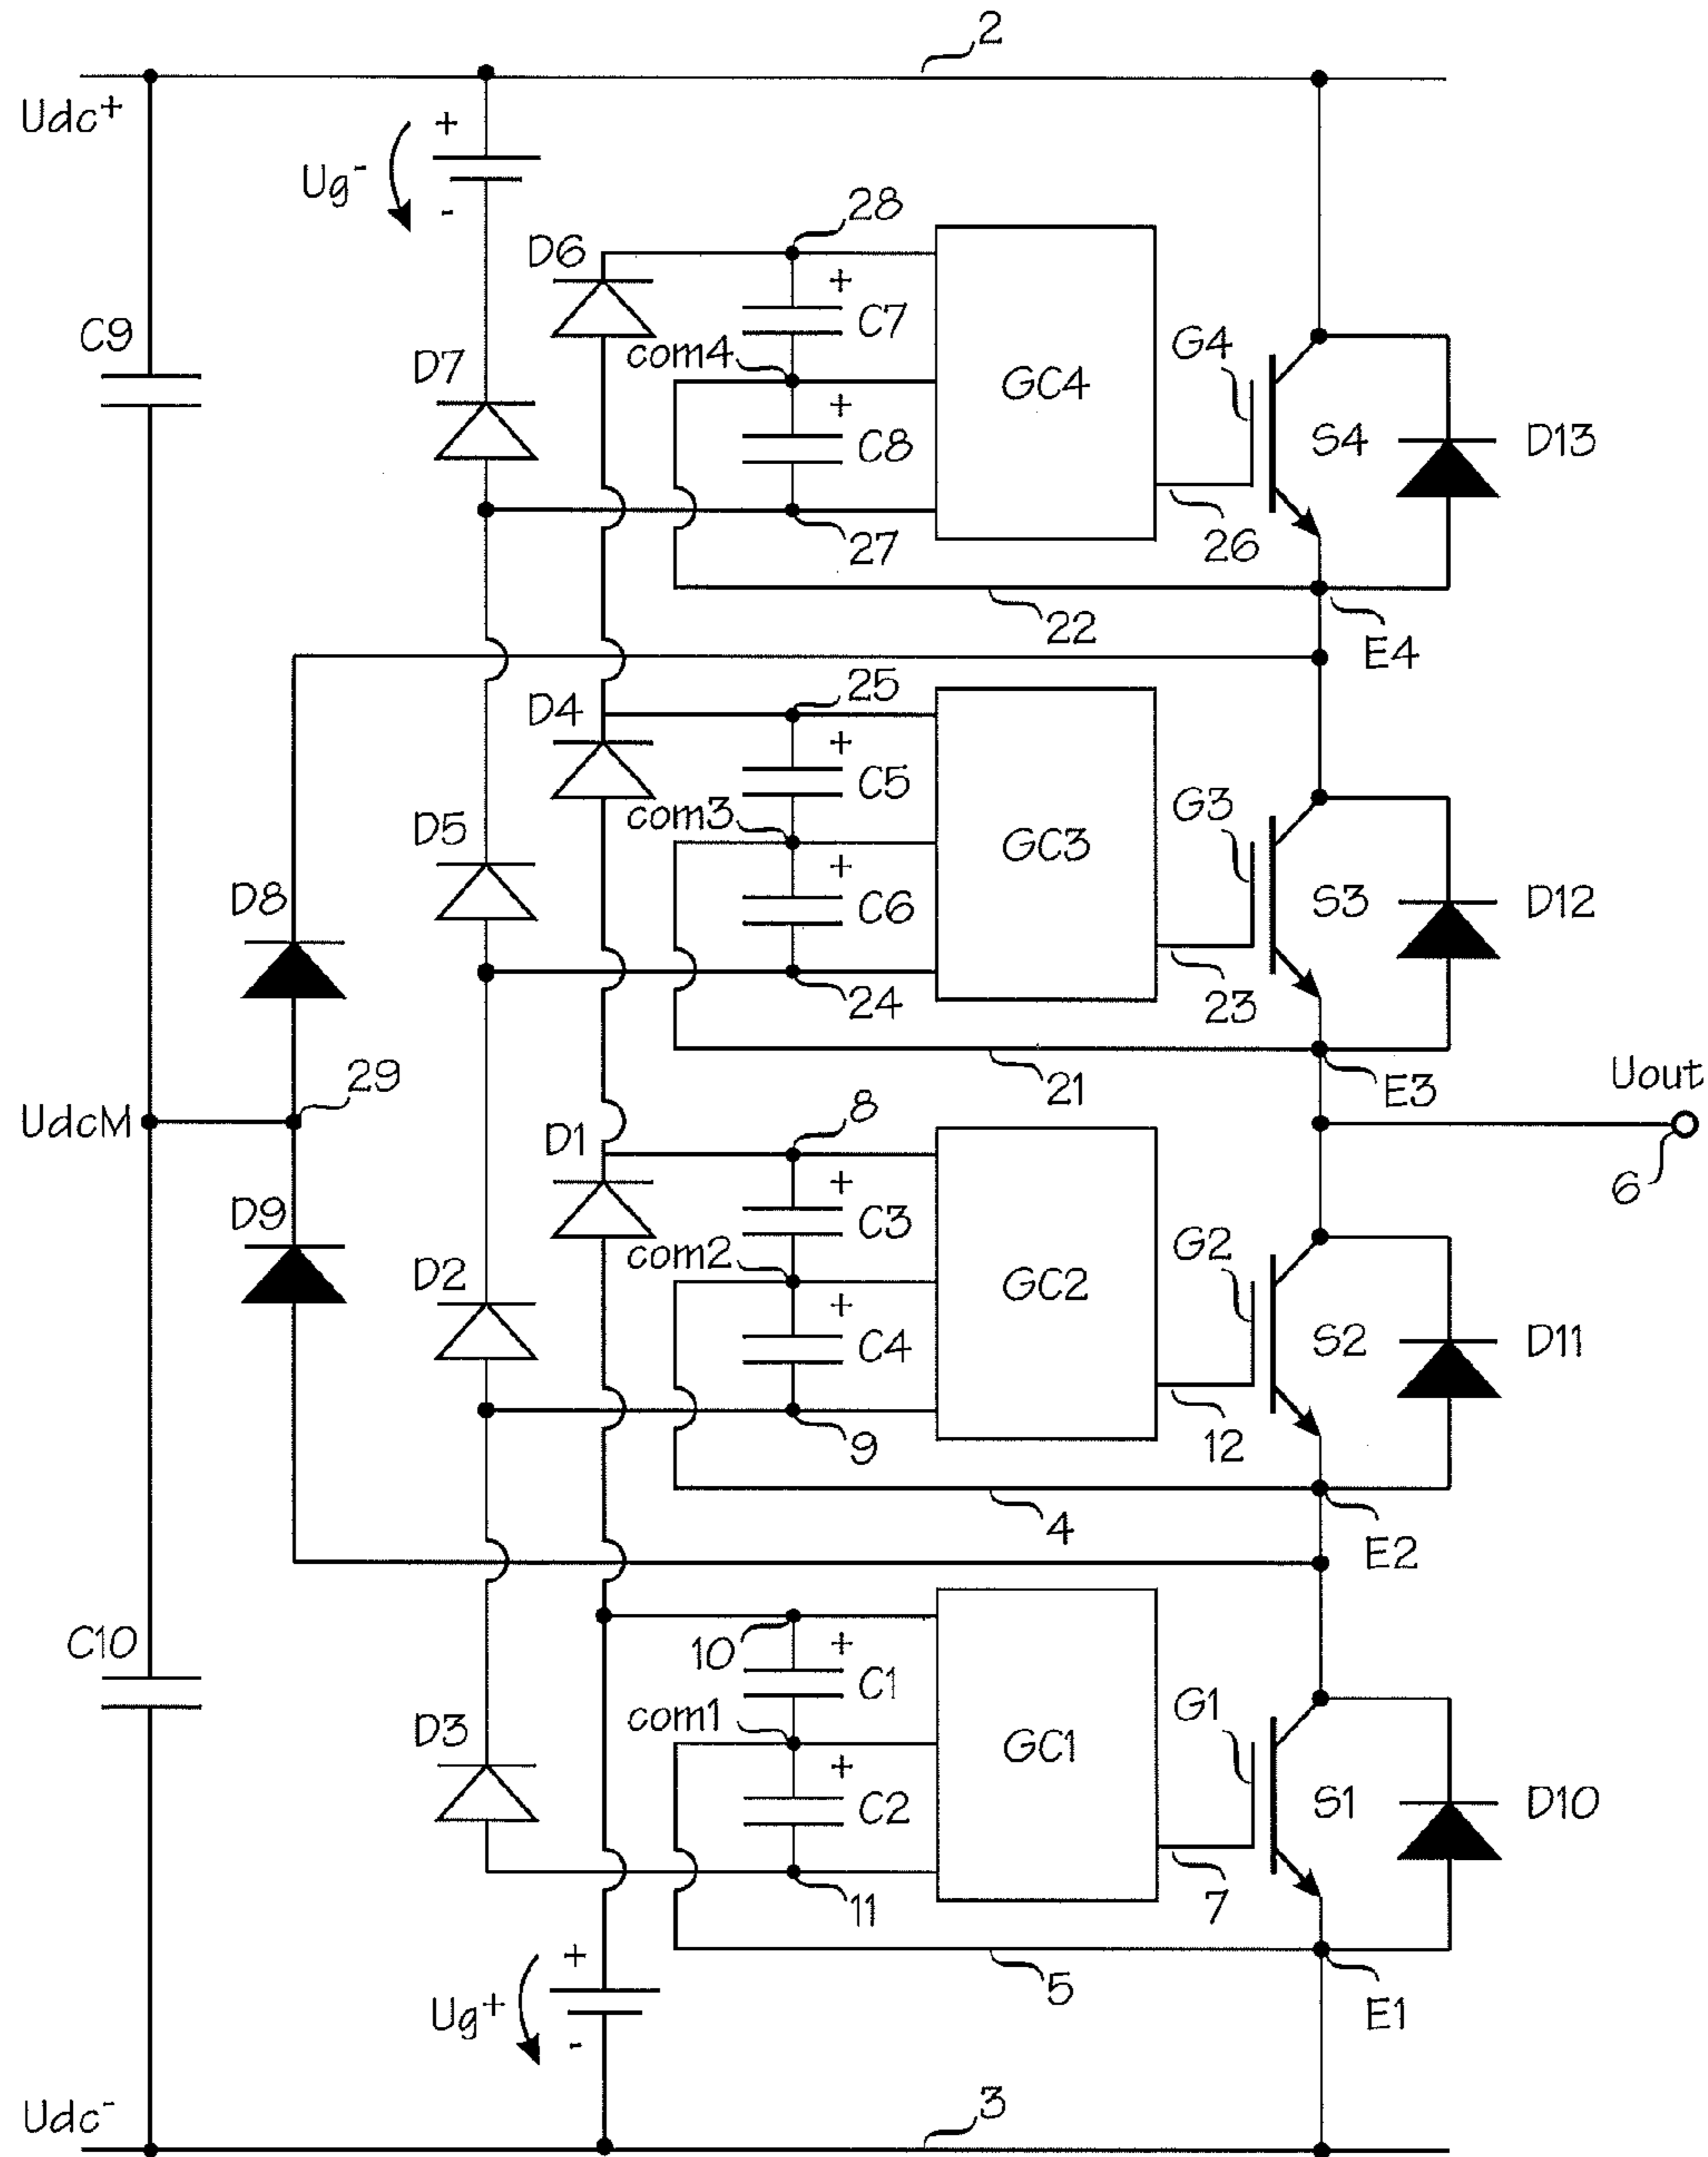 2
Udc+
+
Ug-
-
28
D6
+
C7
C9
com4
G4
D7
+
GC4
C8
S4
D13
27
26
22
E4
25
D4
+
C5
com3
G3
D5
+
GC3
D8
C6
S3
D12
24
23
21
E3
Uout
29
8
UdcM
D1
6
+
D9
C3
com2
G2
D2
+
GC2
C4
S2
D11
9
12
4
E2
C10
10
+
C1
com1
G1
D3
+
GC1
C2
S1
D10
11
7
+
5
Ug+
E1
-
Udc-
3